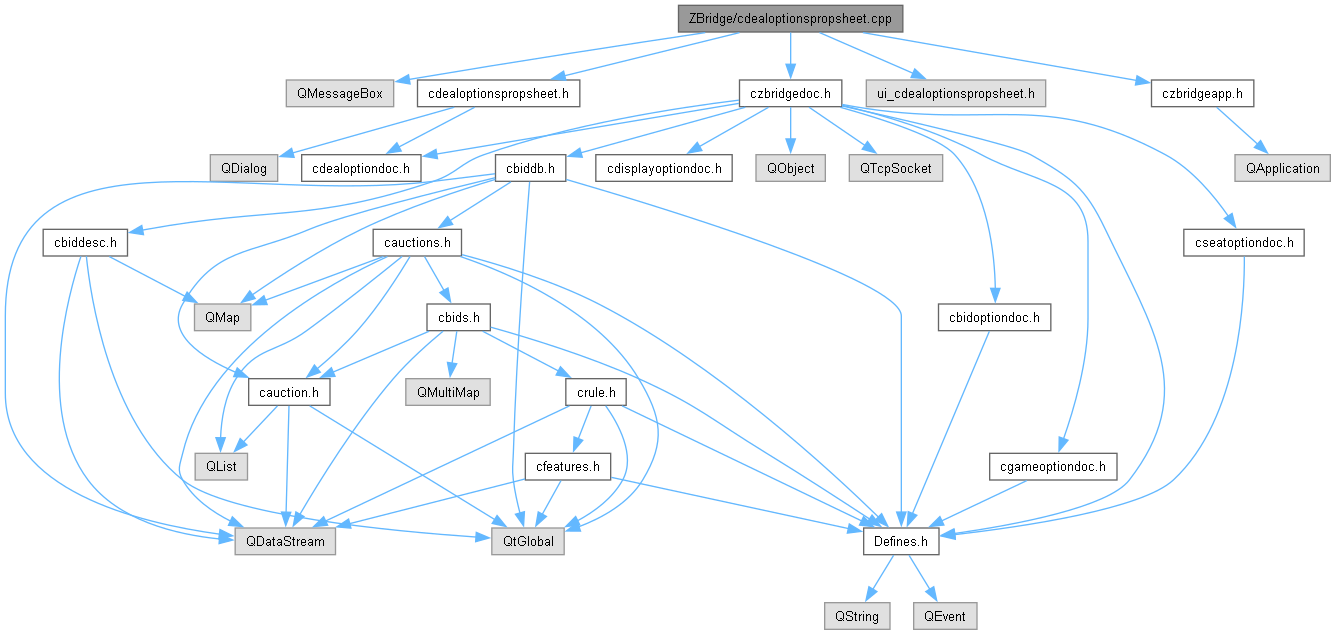 ZBridge/cdealoptionspropsheet.cpp
QMessageBox
cdealoptionspropsheet.h
czbridgedoc.h
ui_cdealoptionspropsheet.h
czbridgeapp.h
QDialog
cdealoptiondoc.h
cbiddb.h
cdisplayoptiondoc.h
QObject
QTcpSocket
QApplication
cbiddesc.h
cauctions.h
cseatoptiondoc.h
QMap
cbids.h
cbidoptiondoc.h
cauction.h
QMultiMap
crule.h
QList
cfeatures.h
cgameoptiondoc.h
QDataStream
QtGlobal
Defines.h
QString
QEvent